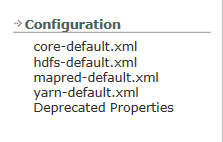 Configuration
core-default.xml
hdfs-default.xml
mapred-default.xml
yarn-default.xml
Deprecated Properties